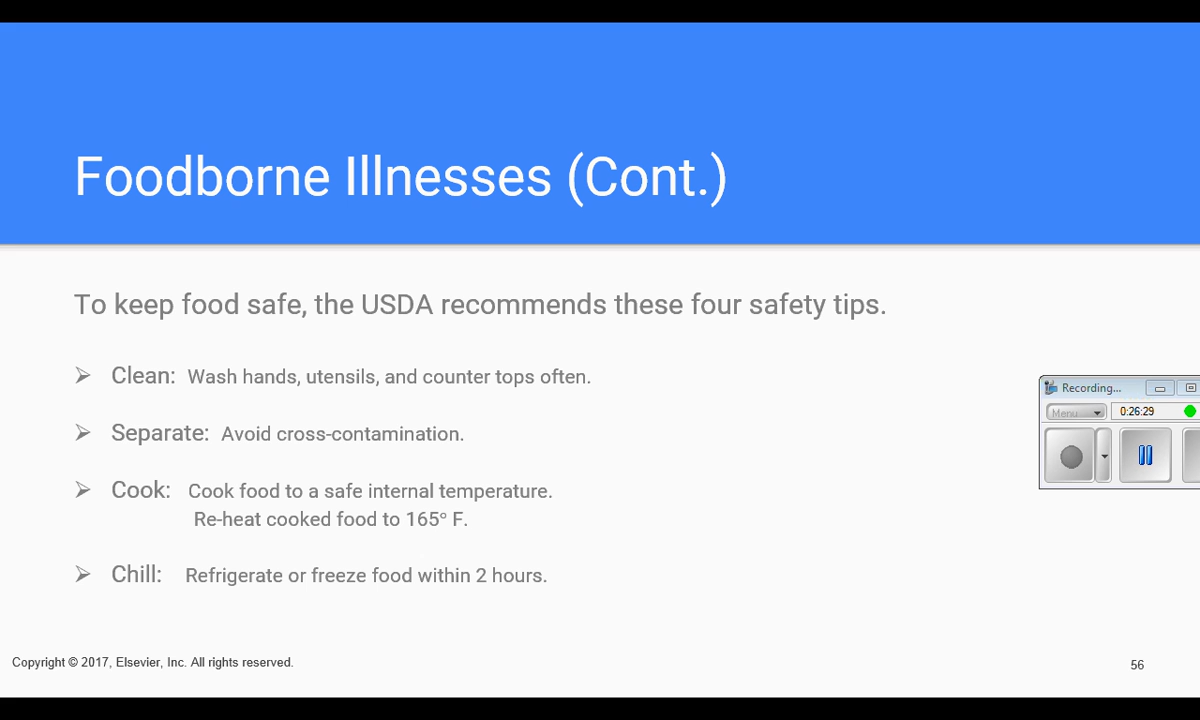 Foodborne Illnesses (Cont.)
To keep food safe, the USDA recommends these four safety tips.
➢ Clean: Wash hands, utensils, and counter tops often.
➢ Separate: Avoid cross-contamination.
➢ Cook: Cook food to a safe internal temperature.
Re-heat cooked food to 165° F.
➢ Chill: Refrigerate or freeze food within 2 hours.
Recording...
Menu 0:26:29
Copyright © 2017, Elsevier, Inc. All rights reserved.
56